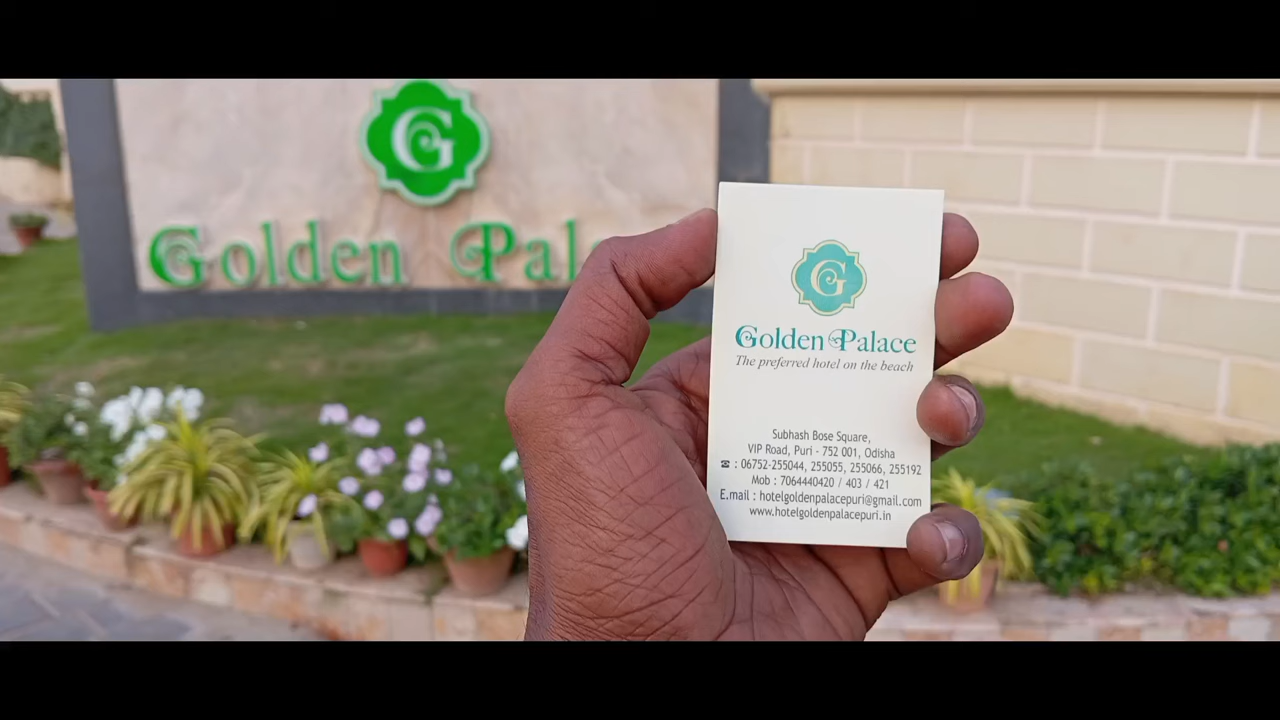 G
Golden Pal
G
Golden Palace
The preferred hotel on the beach
Subhash Bose Square,
VIP Road, Puri - 752 001, Odisha
☎ : 06752-255044, 255055, 255066, 255192
Mob : 7064440420 / 403 / 421
E.mail : hotelgoldenpalacepuri@gmail.com
www.hotelgoldenpalacepuri.in